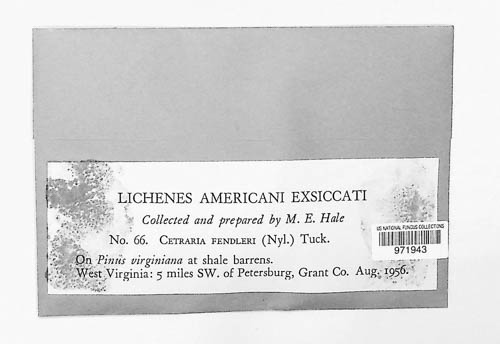 LICHENES AMERICANI EXSICCATI
Collected and prepared by M. E. Hale
No. 66. CETRARIA FENDLERI (Nyl.) Tuck.
On Pinus virginiana at shale barrens.
West Virginia: 5 miles SW. of Petersburg, Grant Co. Aug. 1956.
US NATIONAL FUNGUS COLLECTIONS
971943